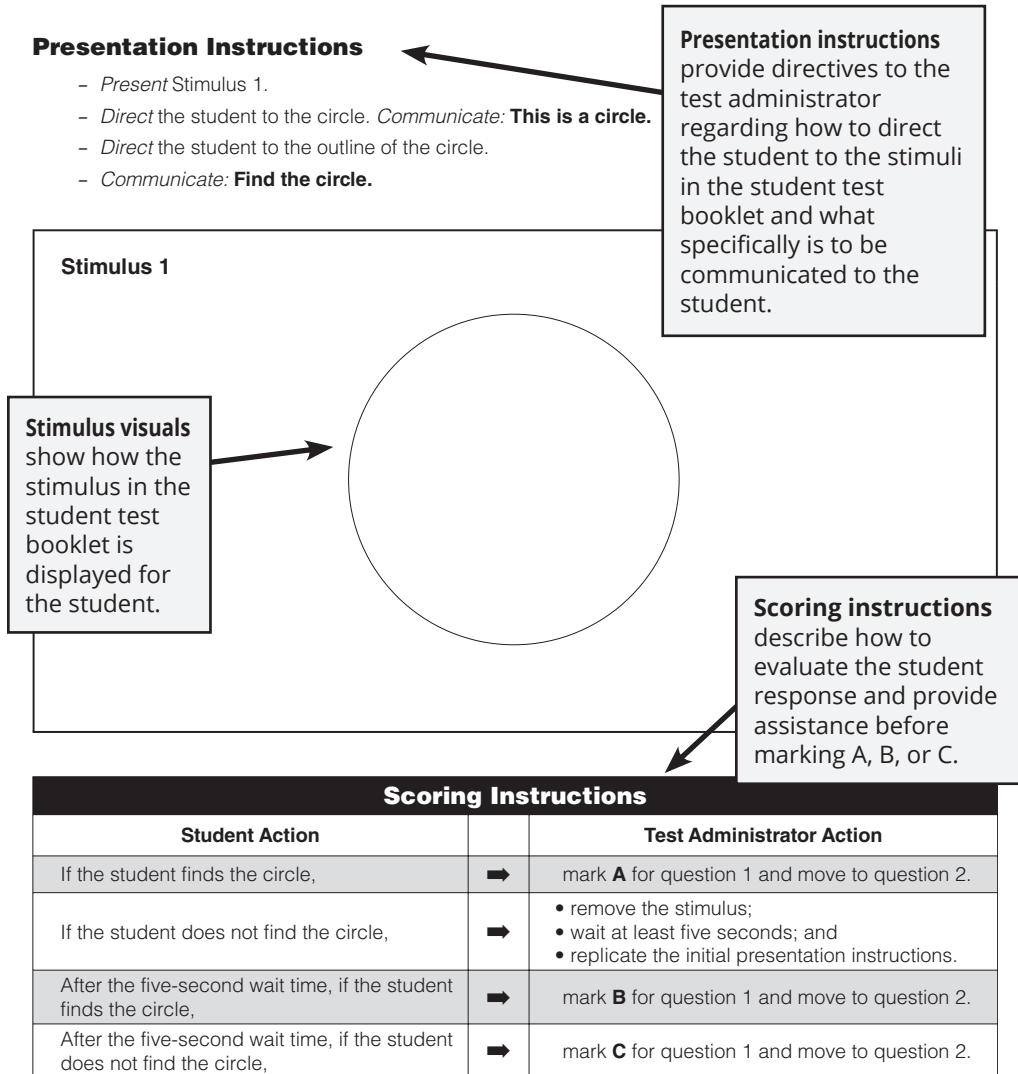 Presentation Instructions
– Present Stimulus 1.
– Direct the student to the circle. Communicate: This is a circle.
– Direct the student to the outline of the circle.
– Communicate: Find the circle.
Presentation instructions
provide directives to the
test administrator
regarding how to direct
the student to the stimuli
in the student test
booklet and what
specifically is to be
communicated to the
student.
Stimulus 1
Stimulus visuals
show how the
stimulus in the
student test
booklet is
displayed for
the student.
Scoring instructions
describe how to
evaluate the student
response and provide
assistance before
marking A, B, or C.
Scoring Instructions
Student Action
Test Administrator Action
If the student finds the circle,
➡
mark A for question 1 and move to question 2.
If the student does not find the circle,
➡
• remove the stimulus;
• wait at least five seconds; and
• replicate the initial presentation instructions.
After the five-second wait time, if the student
finds the circle,
➡
mark B for question 1 and move to question 2.
After the five-second wait time, if the student
does not find the circle,
➡
mark C for question 1 and move to question 2.